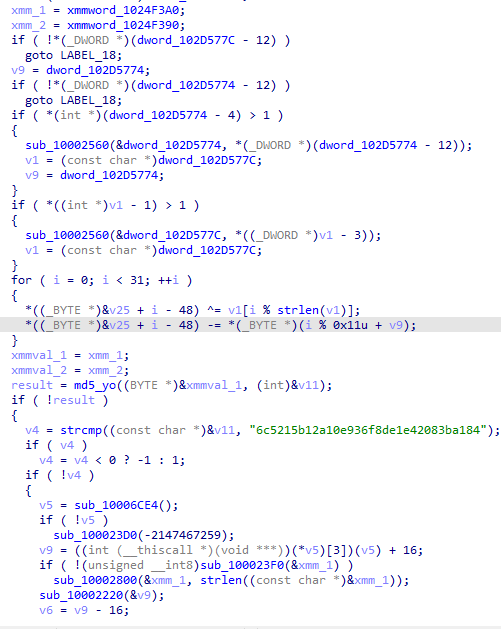 xmm_1 = xmmword_1024F3A0;
xmm_2 = xmmword_1024F390;
if ( !*(_DWORD *)(dword_102D577C - 12) )
goto LABEL_18;
v9 = dword_102D5774;
if ( !*(_DWORD *)(dword_102D5774 - 12) )
goto LABEL_18;
if ( *(int *)(dword_102D5774 - 4) > 1 )
{
sub_10002560(&dword_102D5774, *(_DWORD *)(dword_102D5774 - 12));
v1 = (const char *)dword_102D577C;
v9 = dword_102D5774;
}
if ( *((int *)v1 - 1) > 1 )
{
sub_10002560(&dword_102D577C, *((_DWORD *)v1 - 3));
v1 = (const char *)dword_102D577C;
}
for ( i = 0; i < 31; ++i )
{
*((_BYTE *)&v25 + i - 48) ^= v1[i % strlen(v1)];
*((_BYTE *)&v25 + i - 48) -= *(_BYTE *)(i % 0x11u + v9);
}
xmmval_1 = xmm_1;
xmmval_2 = xmm_2;
result = md5_yo((BYTE *)&xmmval_1, (int)&v11);
if ( !result )
{
v4 = strcmp((const char *)&v11, "6c5215b12a10e936f8de1e42083ba184");
if ( v4 )
v4 = v4 < 0 ? -1 : 1;
if ( !v4 )
{
v5 = sub_10006CE4();
if ( !v5 )
sub_100023D0(-2147467259);
v9 = ((int (__thiscall *)(void ***))(*v5)[3])(v5) + 16;
if ( !(unsigned __int8)sub_100023F0(&xmm_1) )
sub_10002800(&xmm_1, strlen((const char *)&xmm_1));
sub_10002220(&v9);
v6 = v9 - 16;